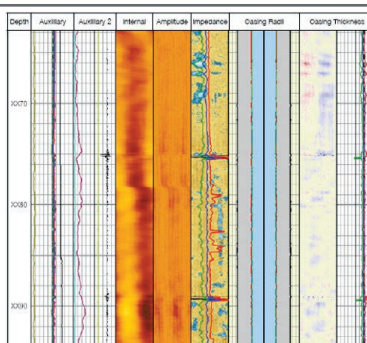 Depth Auxiliary Auxiliary 2 Internal Amplitude Impedance Casing Radii Casing Thickness
XX70
XX80
XX90